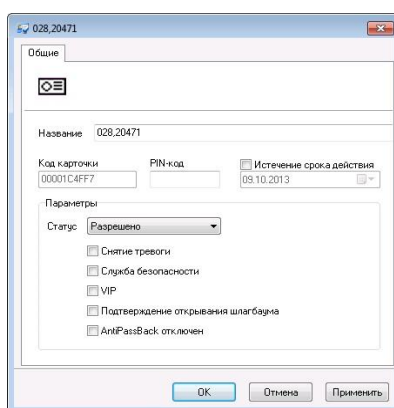 028,20471
Общие
Название 028,20471
Код карточки PIN-код Истечение срока действия
00001C4FF7 09.10.2013
Параметры
Статус Разрешено
Снятие тревоги
Служба безопасности
VIP
Подтверждение открывания шлагбаума
AntiPassBack отключен
OK Отмена Применить